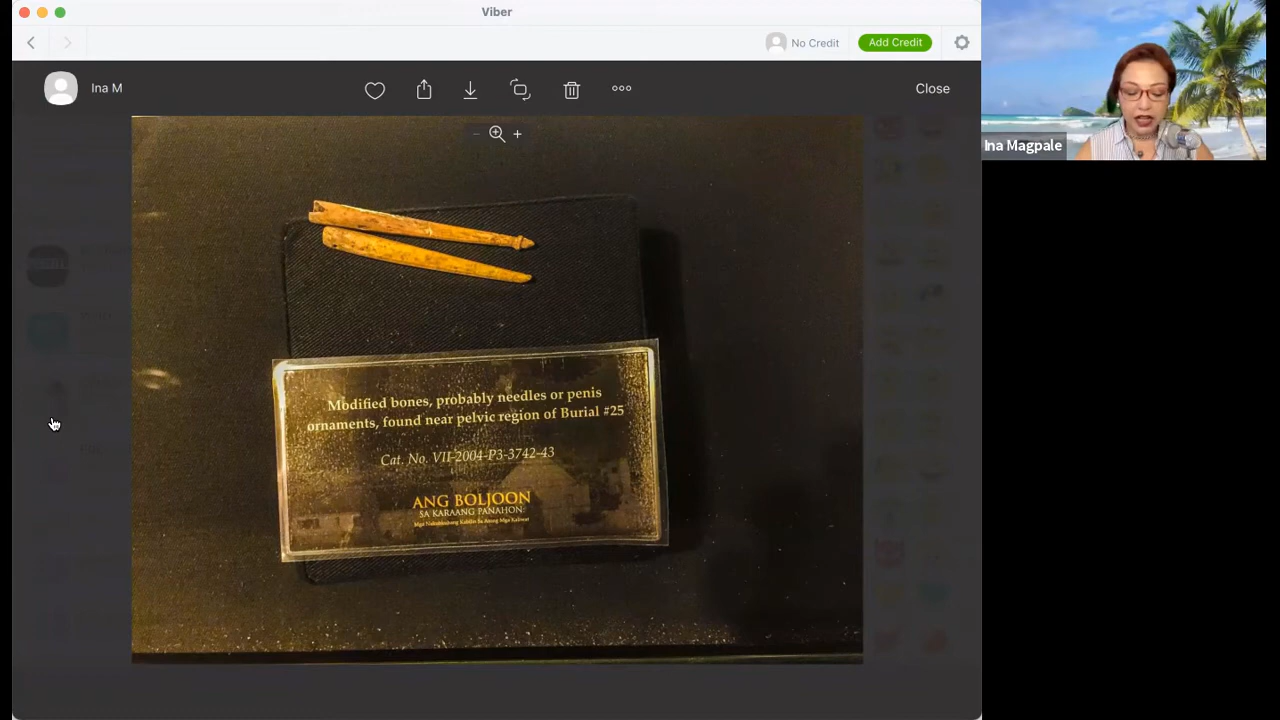 Viber
No Credit
Add Credit
Ina M
Close
Ina Magpale
Modified bones, probably needles or penis
ornaments, found near pelvic region of Burial #25
Cat. No. VII-2004-P3-3742-43
ANG BOLJOON
SA KARAANG PANAHON: